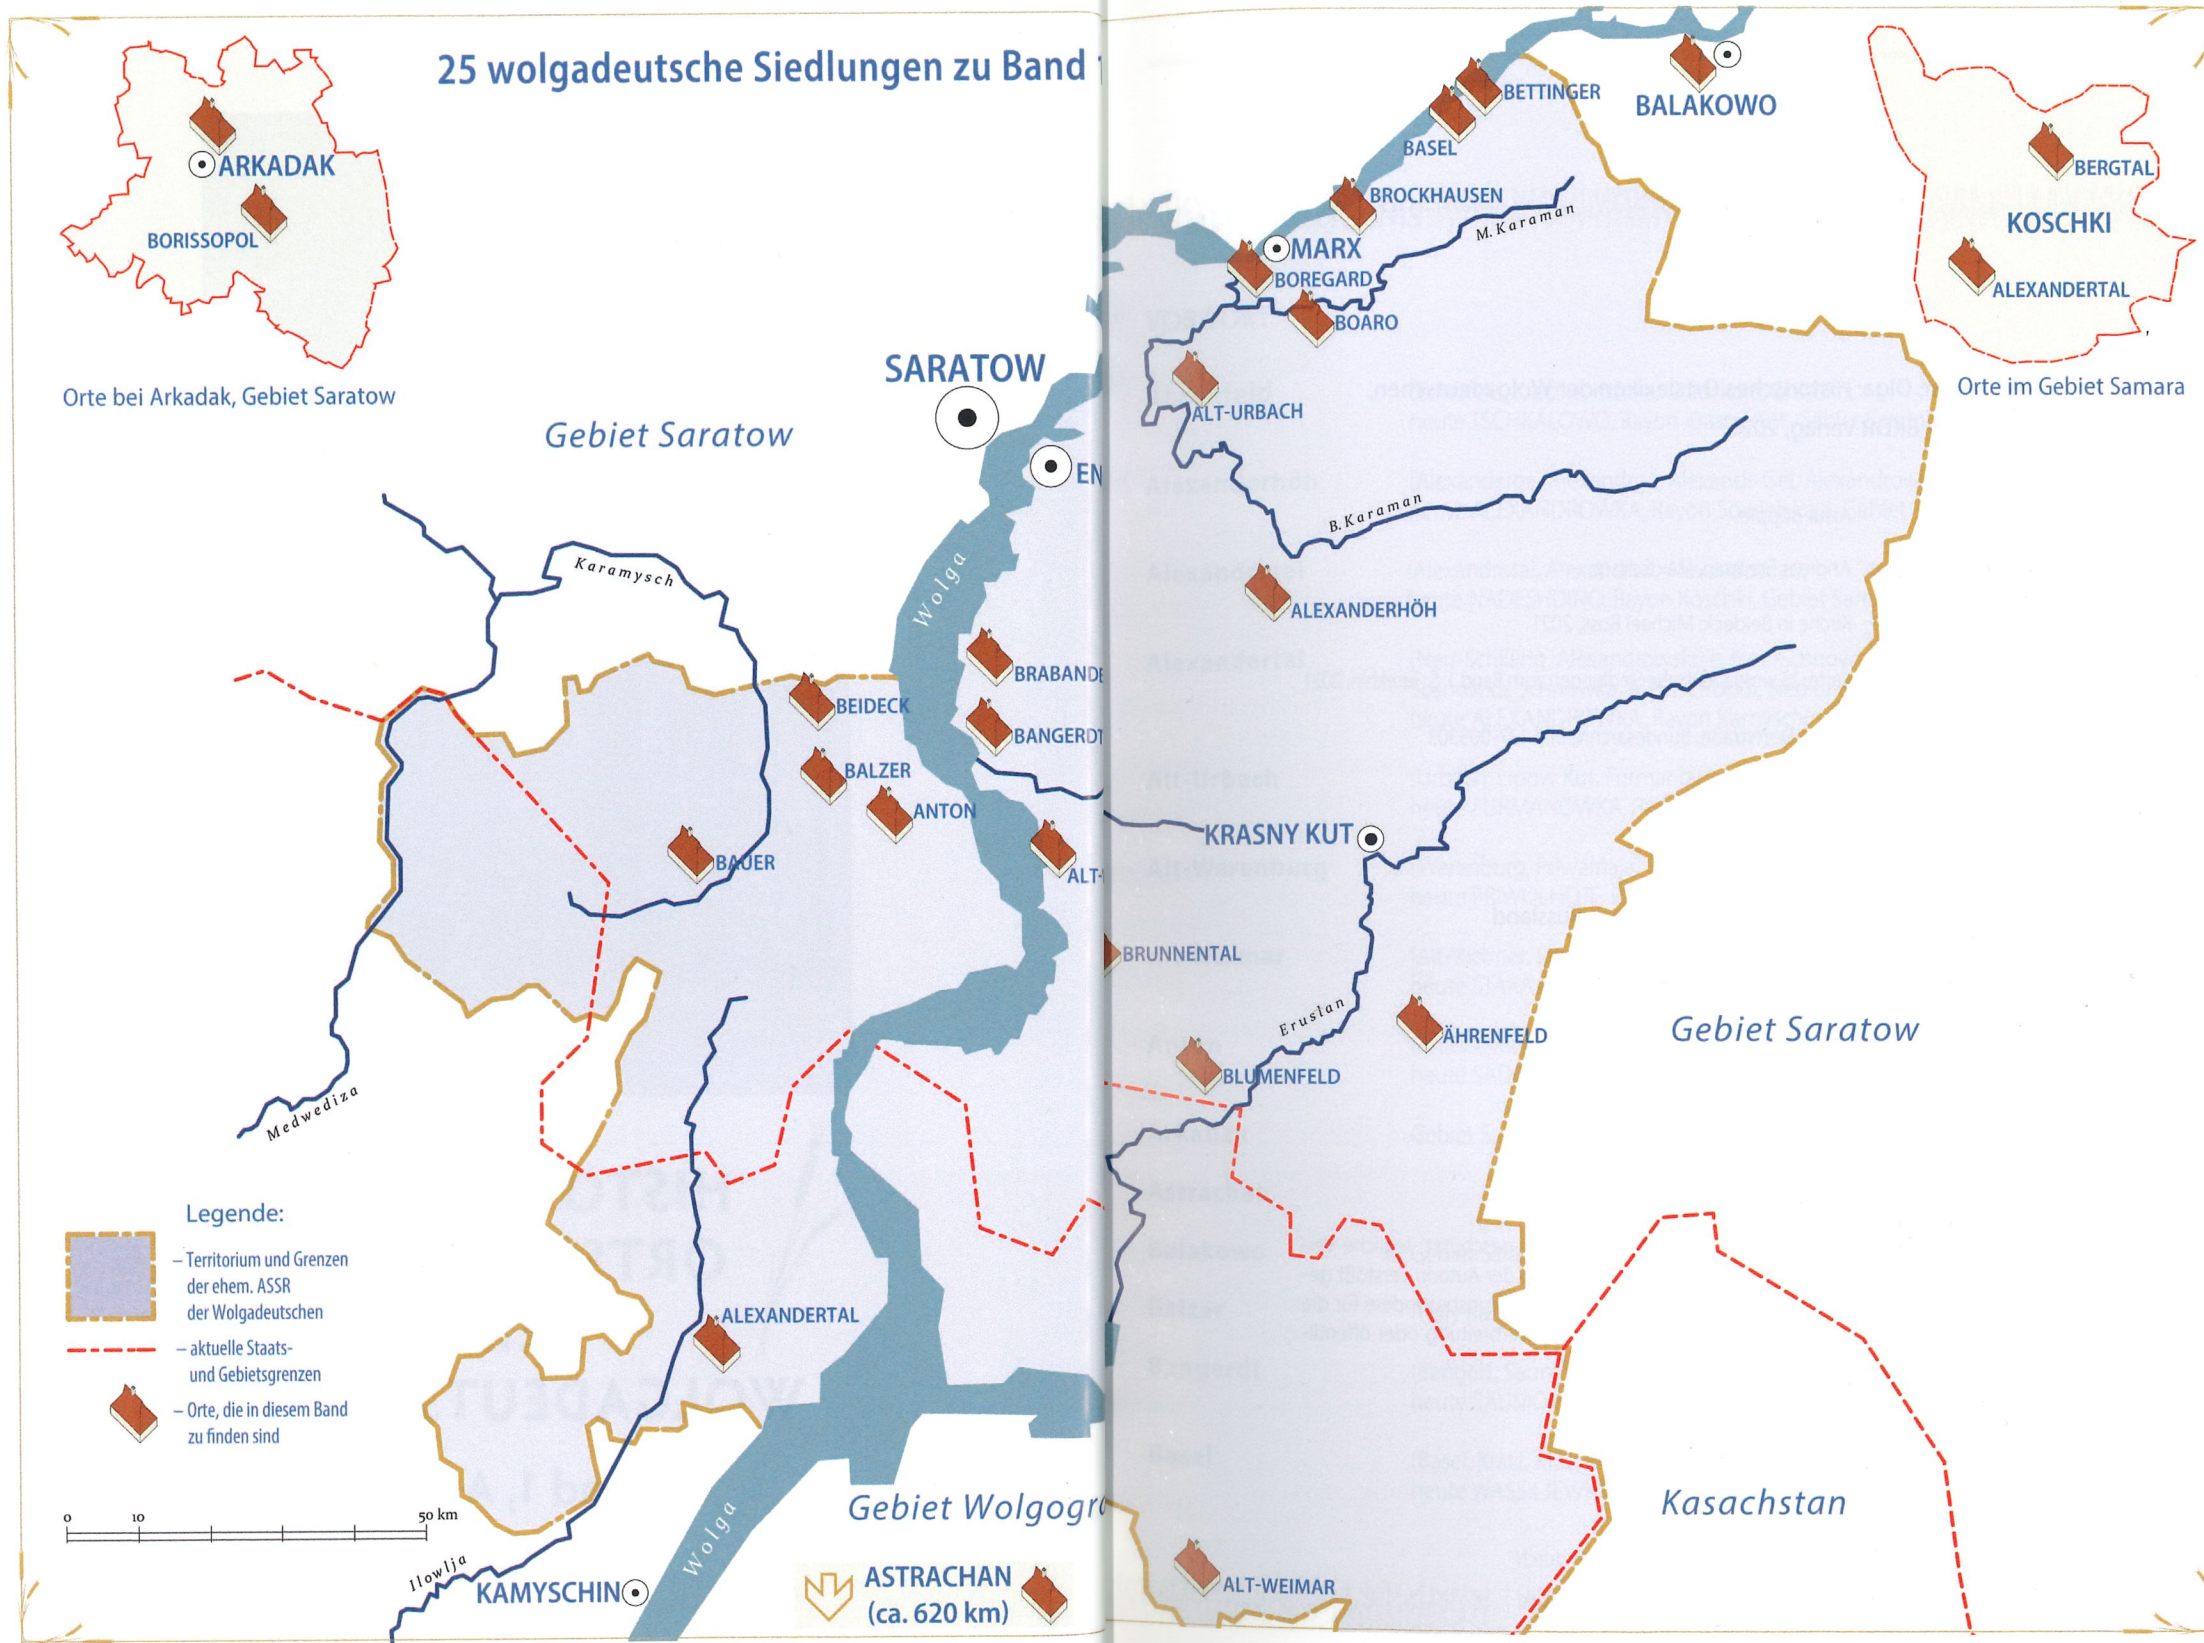 25 wolgadeutsche Siedlungen zu Band
ARKADAK
BORISSOPOL
Orte bei Arkadak, Gebiet Saratow
Gebiet Saratow
SARATOW
EN
Wolga
Karamysch
BRABANDE
BEIDECK
BANGERDT
BALZER
ANTON
BAUER
ALT-
Medwediza
Legende:
– Territorium und Grenzen
der ehem. ASSR
der Wolgadeutschen
– aktuelle Staats-
und Gebietsgrenzen
– Orte, die in diesem Band
zu finden sind
0 10 50 km
ALEXANDERTAL
Ilowlja
KAMYSCHIN
Wolga
Gebiet Wolgogra
ASTRACHAN
(ca. 620 km)
BETTINGER
BALAKOWO
BASEL
BROCKHAUSEN
M.Karaman
MARX
BOREGARD
BOARO
BERGTAL
KOSCHKI
ALEXANDERTAL
Orte im Gebiet Samara
ALT-URBACH
B.Karaman
ALEXANDERHÖH
KRASNY KUT
BRUNNENTAL
Eruslan
ÄHRENFELD
BLUMENFELD
Gebiet Saratow
Kasachstan
ALT-WEIMAR